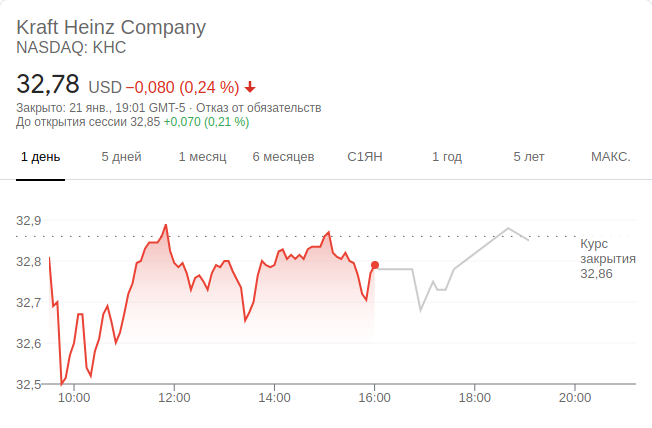 Kraft Heinz Company
NASDAQ: KHC
32,78 USD −0,080 (0,24 %)
Закрыто: 21 янв., 19:01 GMT-5 · Отказ от обязательств
До открытия сессии 32,85 +0,070 (0,21 %)
1 день 5 дней 1 месяц 6 месяцев С1ЯН 1 год 5 лет МАКС.
32,9
32,8
32,7
32,6
32,5
Курс
закрытия
32,86
10:00 12:00 14:00 16:00 18:00 20:00